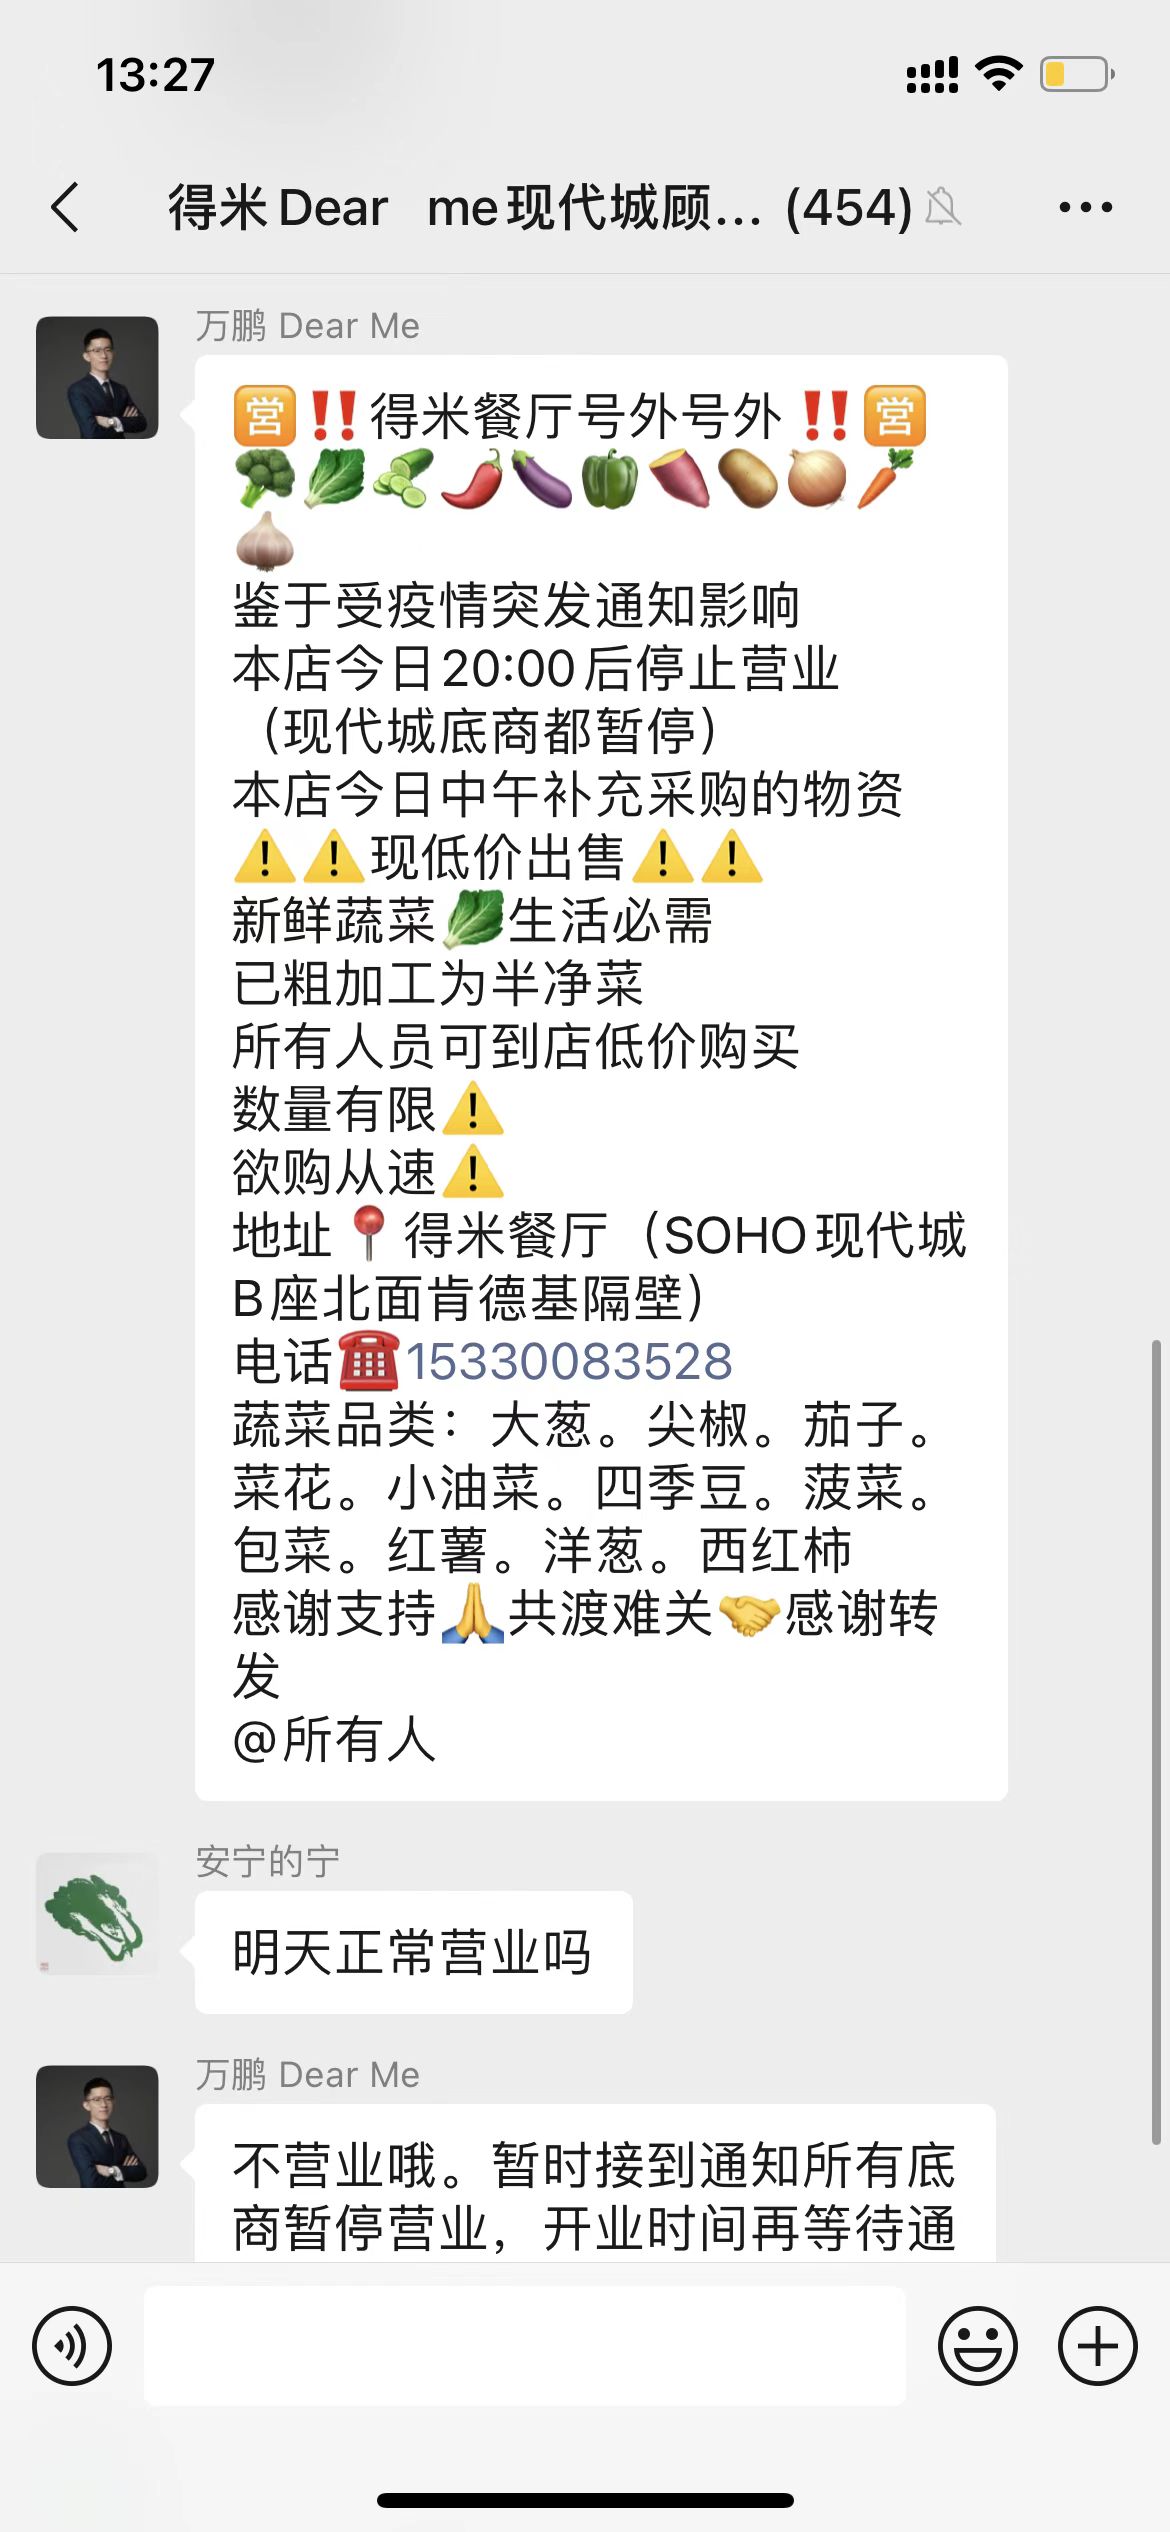 13:27
得米Dear me现代城顾... (454)
万鹏 Dear Me
🈺‼️得米餐厅号外号外‼️🈺
🥦🥬🥒🌶️🍆🫑🍠🥔🧅🥕
🧄
鉴于受疫情突发通知影响
本店今日20:00后停止营业
（现代城底商都暂停）
本店今日中午补充采购的物资
⚠️⚠️现低价出售⚠️⚠️
新鲜蔬菜🥬生活必需
已粗加工为半净菜
所有人员可到店低价购买
数量有限⚠️
欲购从速⚠️
地址📍得米餐厅（SOHO现代城
B座北面肯德基隔壁）
电话☎️15330083528
蔬菜品类：大葱。尖椒。茄子。
菜花。小油菜。四季豆。菠菜。
包菜。红薯。洋葱。西红柿
感谢支持🙏共渡难关🤝感谢转
发
@所有人
安宁的宁
明天正常营业吗
万鹏 Dear Me
不营业哦。暂时接到通知所有底
商暂停营业，开业时间再等待通